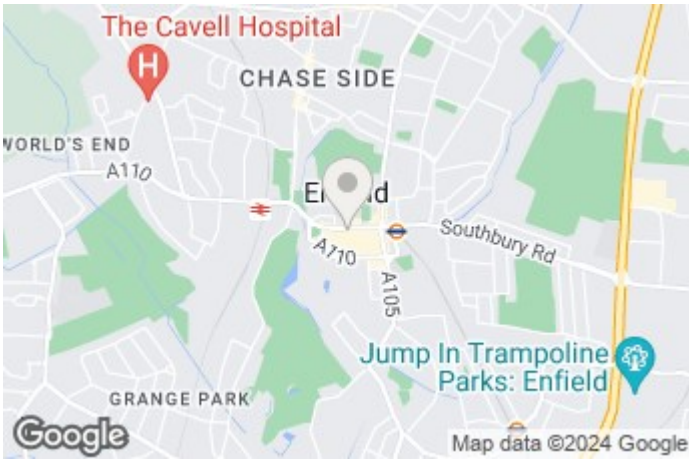 The Cavell Hospital
H
CHASE SIDE
WORLD'S END
A110
Enfield
Southbury Rd
A110
A105
Jump In Trampoline
Parks: Enfield
GRANGE PARK
Google
Map data ©2024 Google